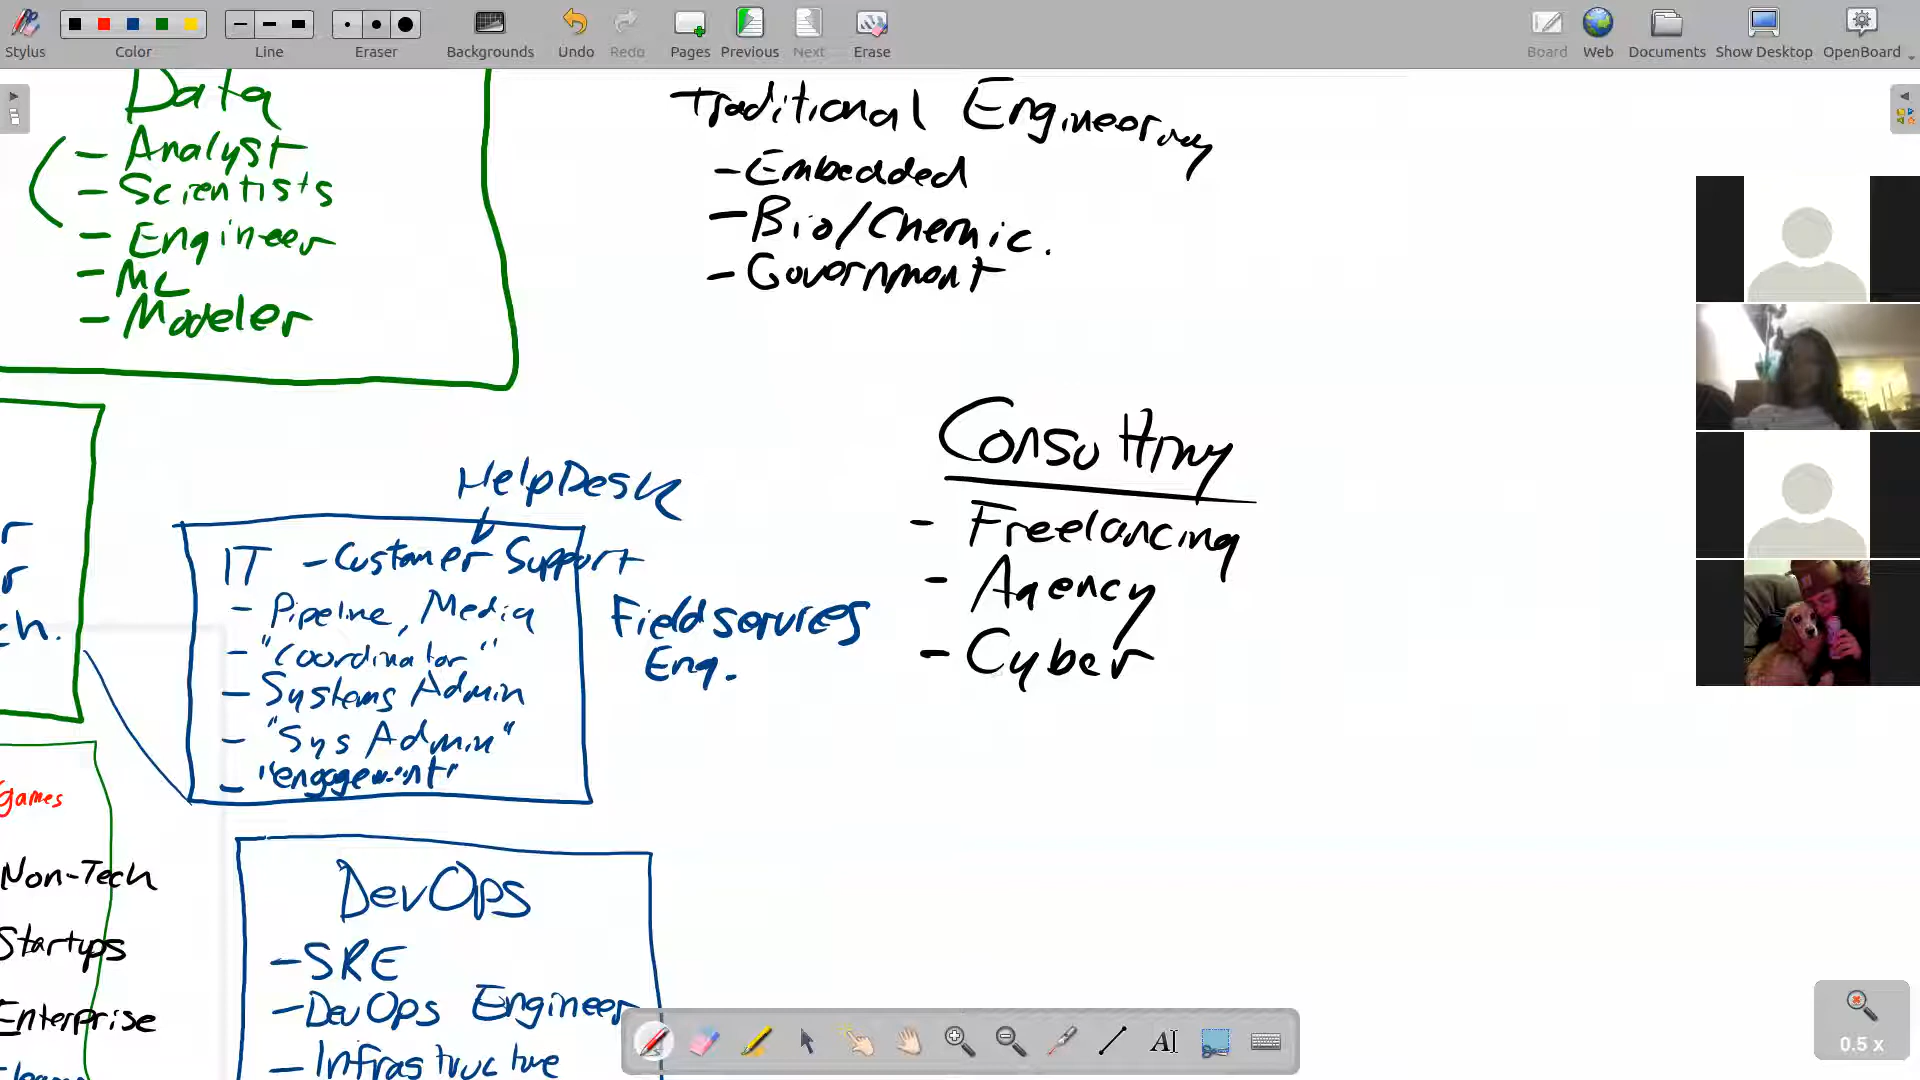 Stylus
Color
Line
Eraser
Backgrounds
Undo
Redo
Pages
Previous
Next
Erase
Board
Web
Documents
Show Desktop
OpenBoard
Data
- Analyst
- Scientists
- Engineer
- ML
- Modeler
Traditional Engineering
- Embedded
- Bio/Chemic.
- Government
Consulting
- Freelancing
- Agency
- Cyber
HelpDesk
IT - Customer Support
- Pipeline, Media
- "Coordinator"
- Systems Admin
- "Sys Admin"
- "engagement"
Field services
Eng.
r
r
ch.
games
Non-Tech
Startups
Enterprise
DevOps
- SRE
- DevOps Engineer
- Infrastructure
0.5 x